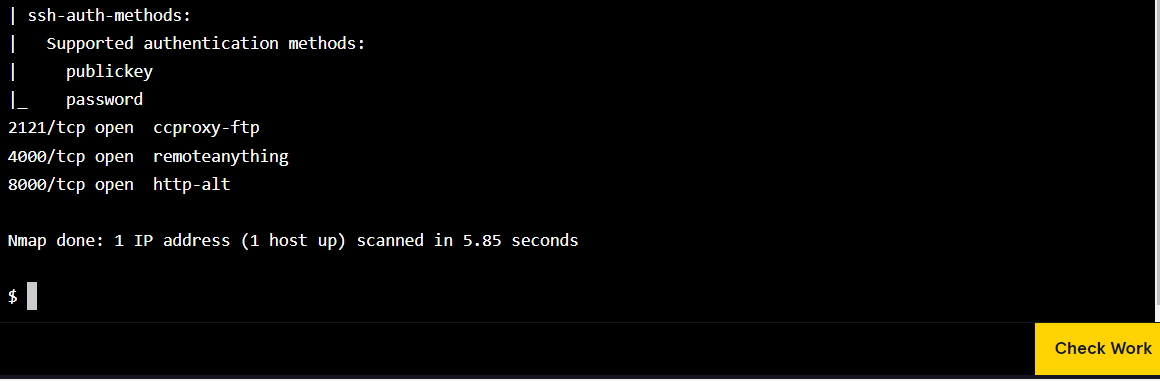 | ssh-auth-methods:
|   Supported authentication methods:
|     publickey
|_    password
2121/tcp open  ccproxy-ftp
4000/tcp open  remoteanything
8000/tcp open  http-alt
Nmap done: 1 IP address (1 host up) scanned in 5.85 seconds
$
Check Work